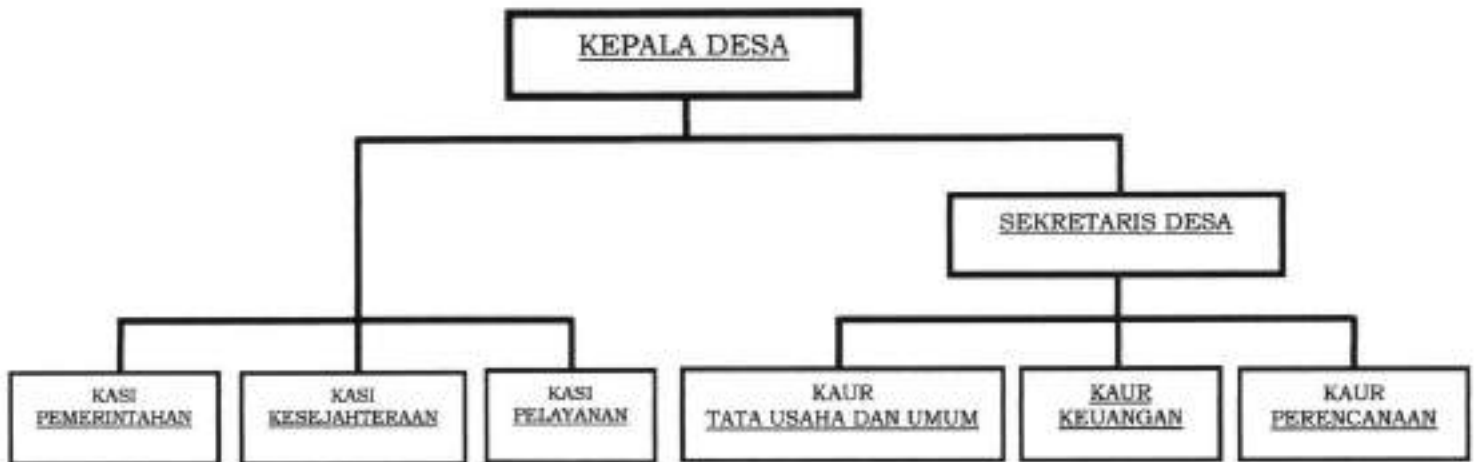 KEPALA DESA
SEKRETARIS DESA
KASI
PEMERINTAHAN
KASI
KESEJAHTERAAN
KASI
PELAYANAN
KAUR
TATA USAHA DAN UMUM
KAUR
KEUANGAN
KAUR
PERENCANAAN